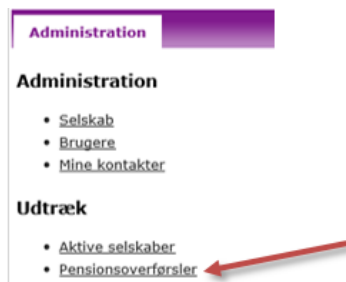 Administration
Administration
Selskab
Brugere
Mine kontakter
Udtræk
Aktive selskaber
Pensionsoverførsler